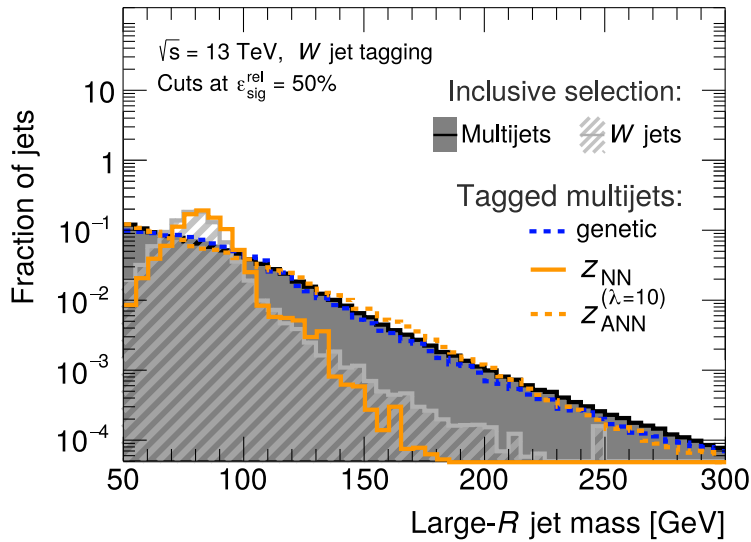 √s = 13 TeV, W jet tagging
Cuts at ε_sig^rel = 50%
Inclusive selection:
Multijets W jets
Tagged multijets:
genetic
z_NN
z_ANN^(λ=10)
Fraction of jets
10
1
10⁻¹
10⁻²
10⁻³
10⁻⁴
50 100 150 200 250 300
Large-R jet mass [GeV]